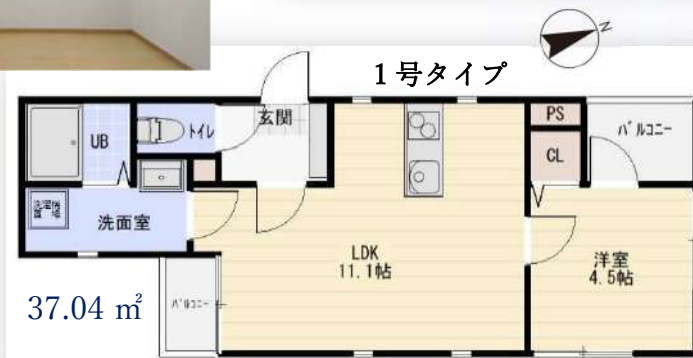 N
1号タイプ
UB
トイレ
玄関
PS
CL
バルコニー
洗濯機
置場
洗面室
LDK
11.1帖
洋室
4.5帖
37.04 ㎡
バルコニー